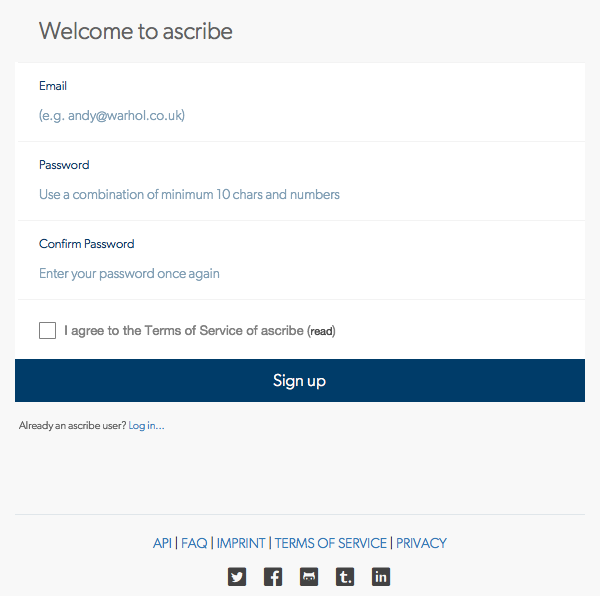 Welcome to ascribe
Email
(e.g. andy@warhol.co.uk)
Password
Use a combination of minimum 10 chars and numbers
Confirm Password
Enter your password once again
I agree to the Terms of Service of ascribe (read)
Sign up
Already an ascribe user? Log in...
API | FAQ | IMPRINT | TERMS OF SERVICE | PRIVACY